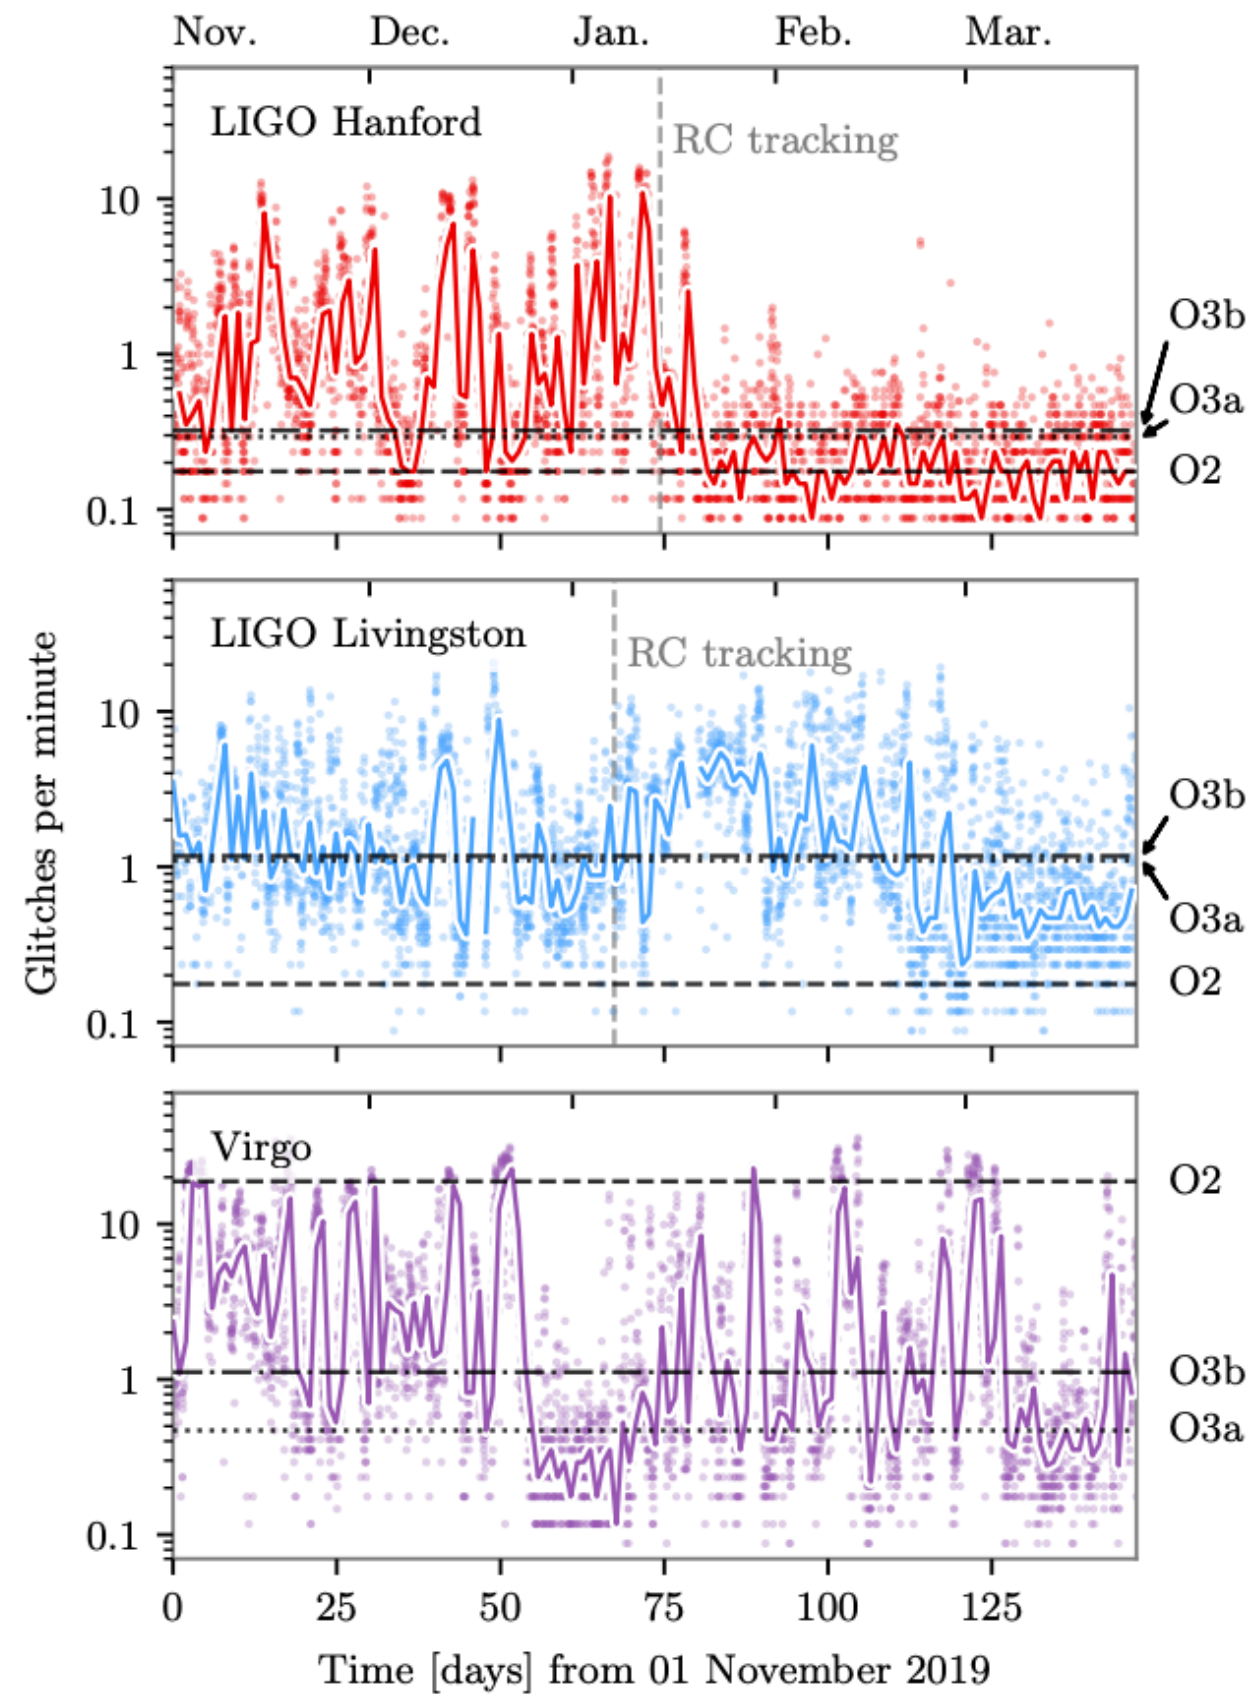 Nov. Dec. Jan. Feb. Mar.
LIGO Hanford
RC tracking
10
1
0.1
O3b
O3a
O2
LIGO Livingston
RC tracking
10
1
0.1
O3b
O3a
O2
Glitches per minute
Virgo
10
1
0.1
O2
O3b
O3a
0 25 50 75 100 125
Time [days] from 01 November 2019